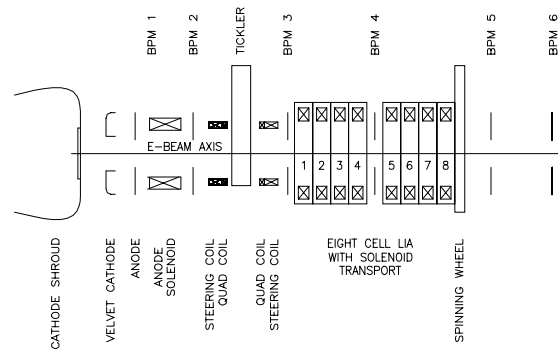 BPM 1
BPM 2
TICKLER
BPM 3
BPM 4
BPM 5
BPM 6
E-BEAM AXIS
1 2 3 4 5 6 7 8
CATHODE SHROUD
VELVET CATHODE
ANODE
ANODE
SOLENOID
STEERING COIL
QUAD COIL
QUAD COIL
STEERING COIL
EIGHT CELL LIA
WITH SOLENOID
TRANSPORT
SPINNING WHEEL